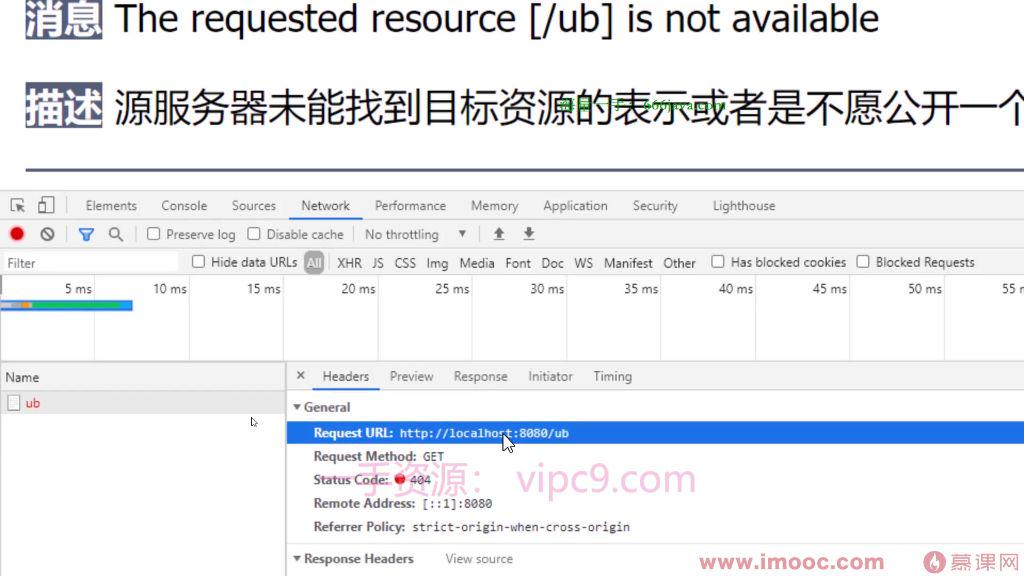 消息 The requested resource [/ub] is not available
描述 源服务器未能找到目标资源的表示或者是不愿公开一个
666java.com
Elements Console Sources Network Performance Memory Application Security Lighthouse
Preserve log Disable cache No throttling
Filter Hide data URLs All XHR JS CSS Img Media Font Doc WS Manifest Other Has blocked cookies Blocked Requests
5 ms 10 ms 15 ms 20 ms 25 ms 30 ms 35 ms 40 ms 45 ms 50 ms 55 m
Name Headers Preview Response Initiator Timing
ub
General
Request URL: http://localhost:8080/ub
Request Method: GET
Status Code: 404
一手资源: vipc9.com
Remote Address: [::1]:8080
Referrer Policy: strict-origin-when-cross-origin
Response Headers View source
www.imooc.com 慕课网